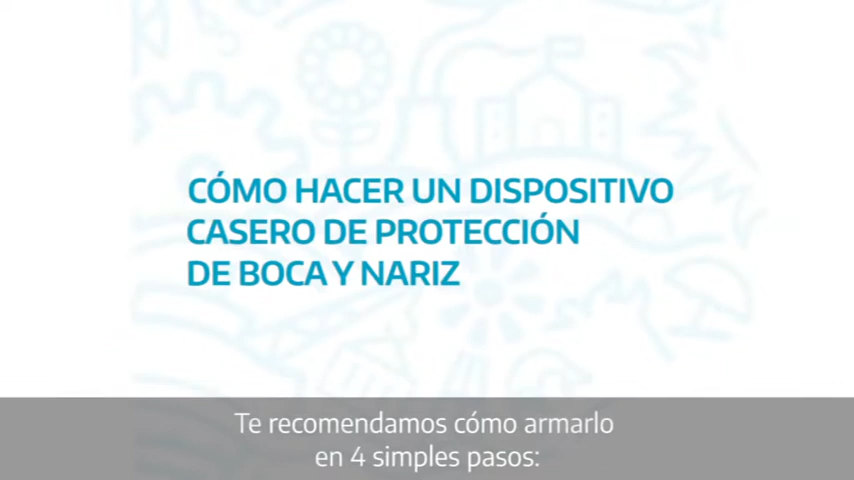 CÓMO HACER UN DISPOSITIVO
CASERO DE PROTECCIÓN
DE BOCA Y NARIZ
Te recomendamos cómo armarlo
en 4 simples pasos: